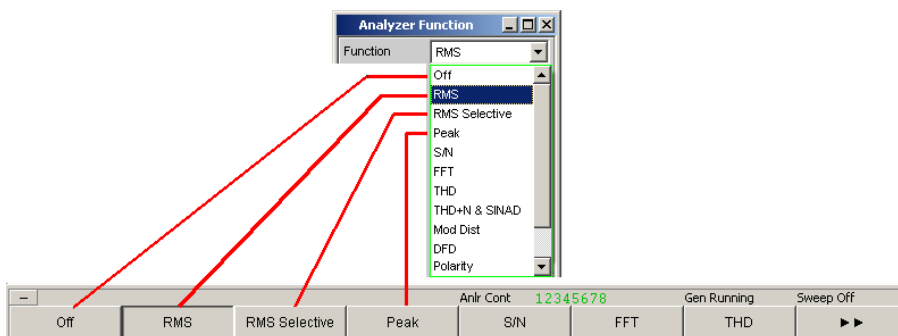 Analyzer Function
Function RMS
Off
RMS
RMS Selective
Peak
S/N
FFT
THD
THD+N & SINAD
Mod Dist
DFD
Polarity
Anlr Cont 12345678 Gen Running Sweep Off
Off RMS RMS Selective Peak S/N FFT THD